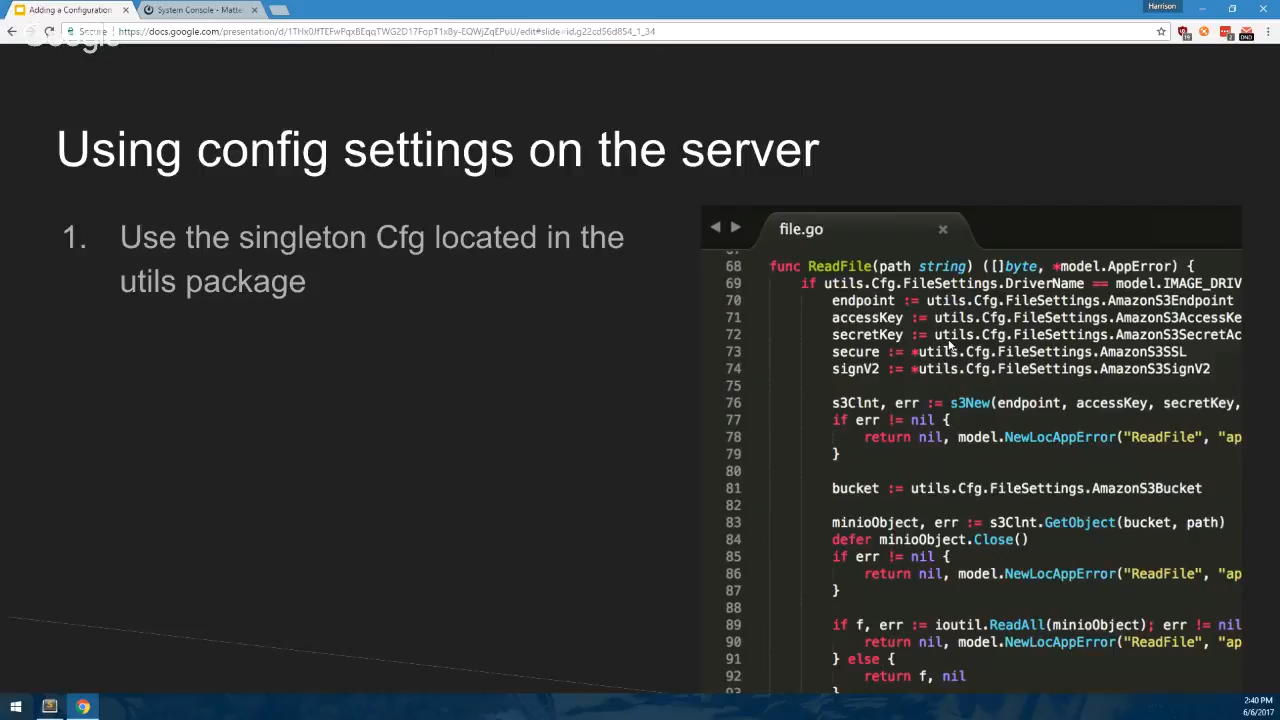 Adding a Configuration
System Console - Matte
Harrison
Secure
https://docs.google.com/presentation/d/1THx0JfTEFwPqxBEqqTWG2D17FopT1xBy-EQWjZqEPuU/edit#slide=id.g22cd56d854_1_34
Google
Using config settings on the server
1. Use the singleton Cfg located in the
utils package
file.go
68 func ReadFile(path string) ([]byte, *model.AppError) {
69 if utils.Cfg.FileSettings.DriverName == model.IMAGE_DRIV
70 endpoint := utils.Cfg.FileSettings.AmazonS3Endpoint
71 accessKey := utils.Cfg.FileSettings.AmazonS3AccessKe
72 secretKey := utils.Cfg.FileSettings.AmazonS3SecretAc
73 secure := *utils.Cfg.FileSettings.AmazonS3SSL
74 signV2 := *utils.Cfg.FileSettings.AmazonS3SignV2
75
76 s3Clnt, err := s3New(endpoint, accessKey, secretKey,
77 if err != nil {
78 return nil, model.NewLocAppError("ReadFile", "ap
79 }
80
81 bucket := utils.Cfg.FileSettings.AmazonS3Bucket
82
83 minioObject, err := s3Clnt.GetObject(bucket, path)
84 defer minioObject.Close()
85 if err != nil {
86 return nil, model.NewLocAppError("ReadFile", "ap
87 }
88
89 if f, err := ioutil.ReadAll(minioObject); err != nil
90 return nil, model.NewLocAppError("ReadFile", "ap
91 } else {
92 return f, nil
93 }
2:40 PM
6/6/2017